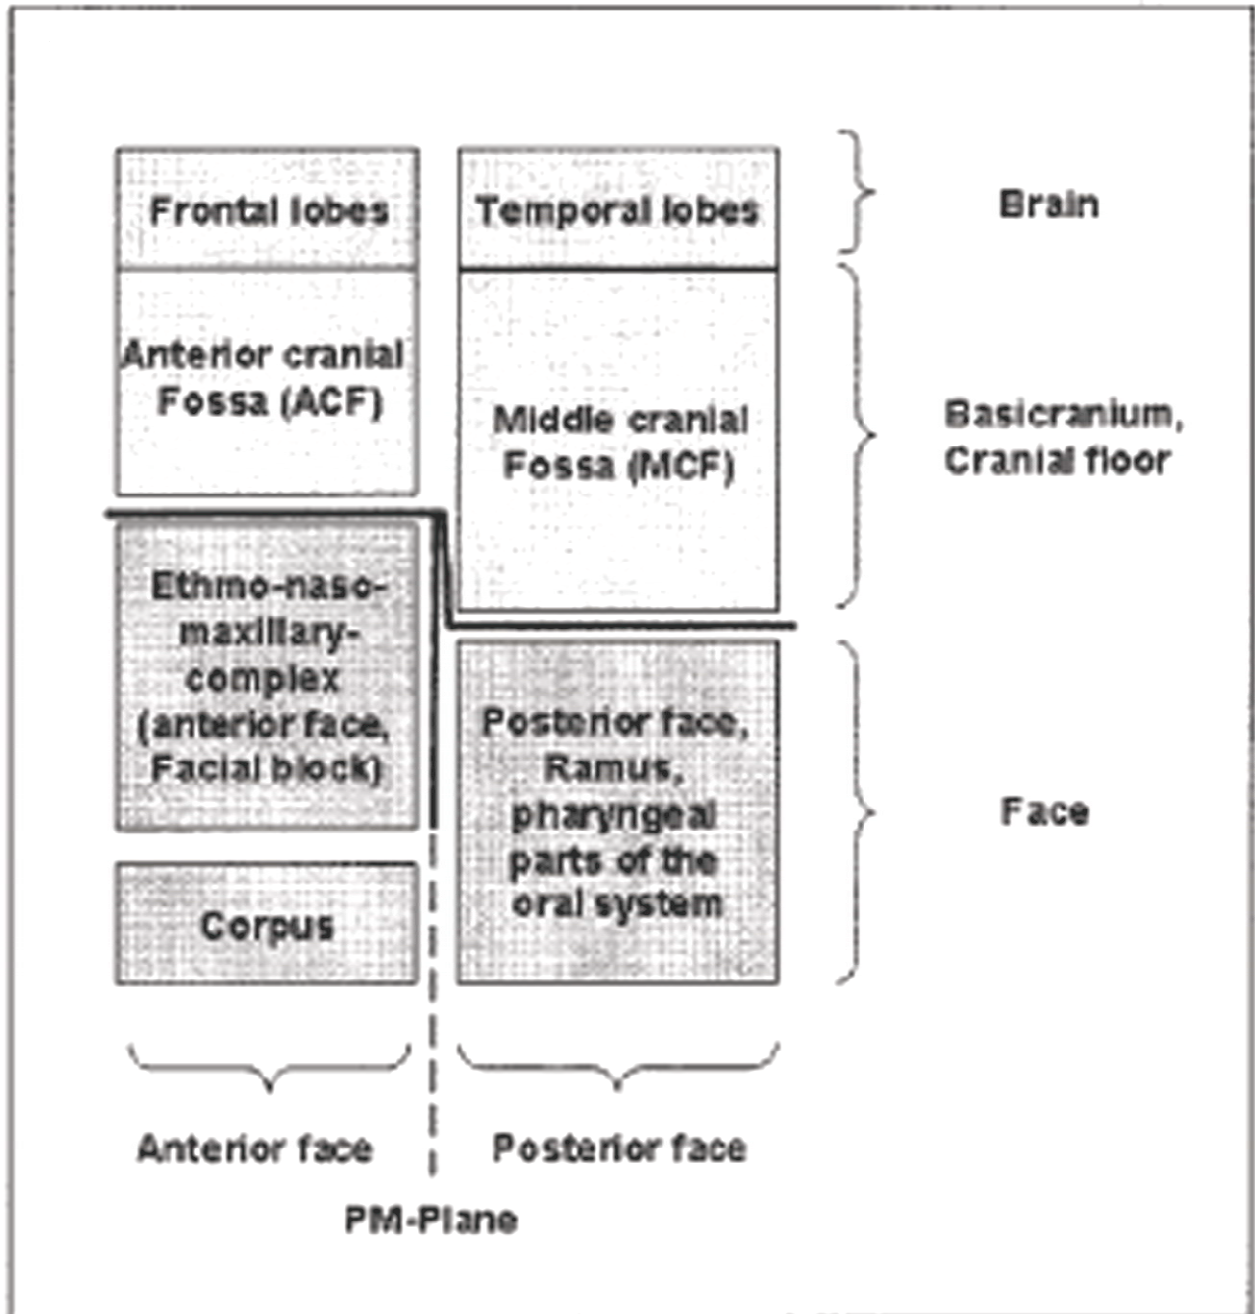 Frontal lobes
Temporal lobes
Brain
Anterior cranial
Fossa (ACF)
Middle cranial
Fossa (MCF)
Basicranium,
Cranial floor
Ethmo-naso-
maxillary-
complex
(anterior face,
Facial block)
Posterior face,
Ramus,
pharyngeal
parts of the
oral system
Face
Corpus
Anterior face
Posterior face
PM-Plane